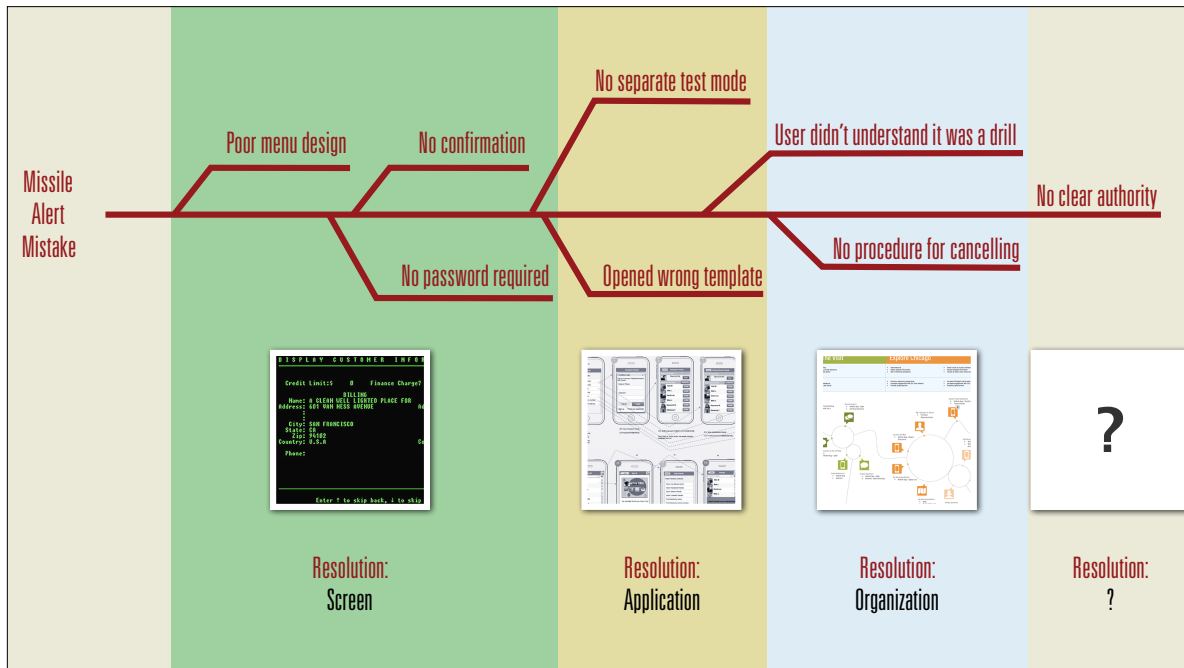 Missile
Alert
Mistake
Poor menu design
No confirmation
No password required
No separate test mode
Opened wrong template
User didn't understand it was a drill
No procedure for cancelling
No clear authority
DISPLAY CUSTOMER INFOR
Credit Limit:$ 0 Finance Charge?
BILLING
Name: A CLEAN WELL LIGHTED PLACE FOR
Address: 601 VAN NESS AVENUE
City: SAN FRANCISCO
State: CA
Zip: 94102
Country: U.S.A
Phone:
Enter ↑ to skip back, ↓ to skip
Explore Chicago
?
Resolution:
Screen
Resolution:
Application
Resolution:
Organization
Resolution:
?